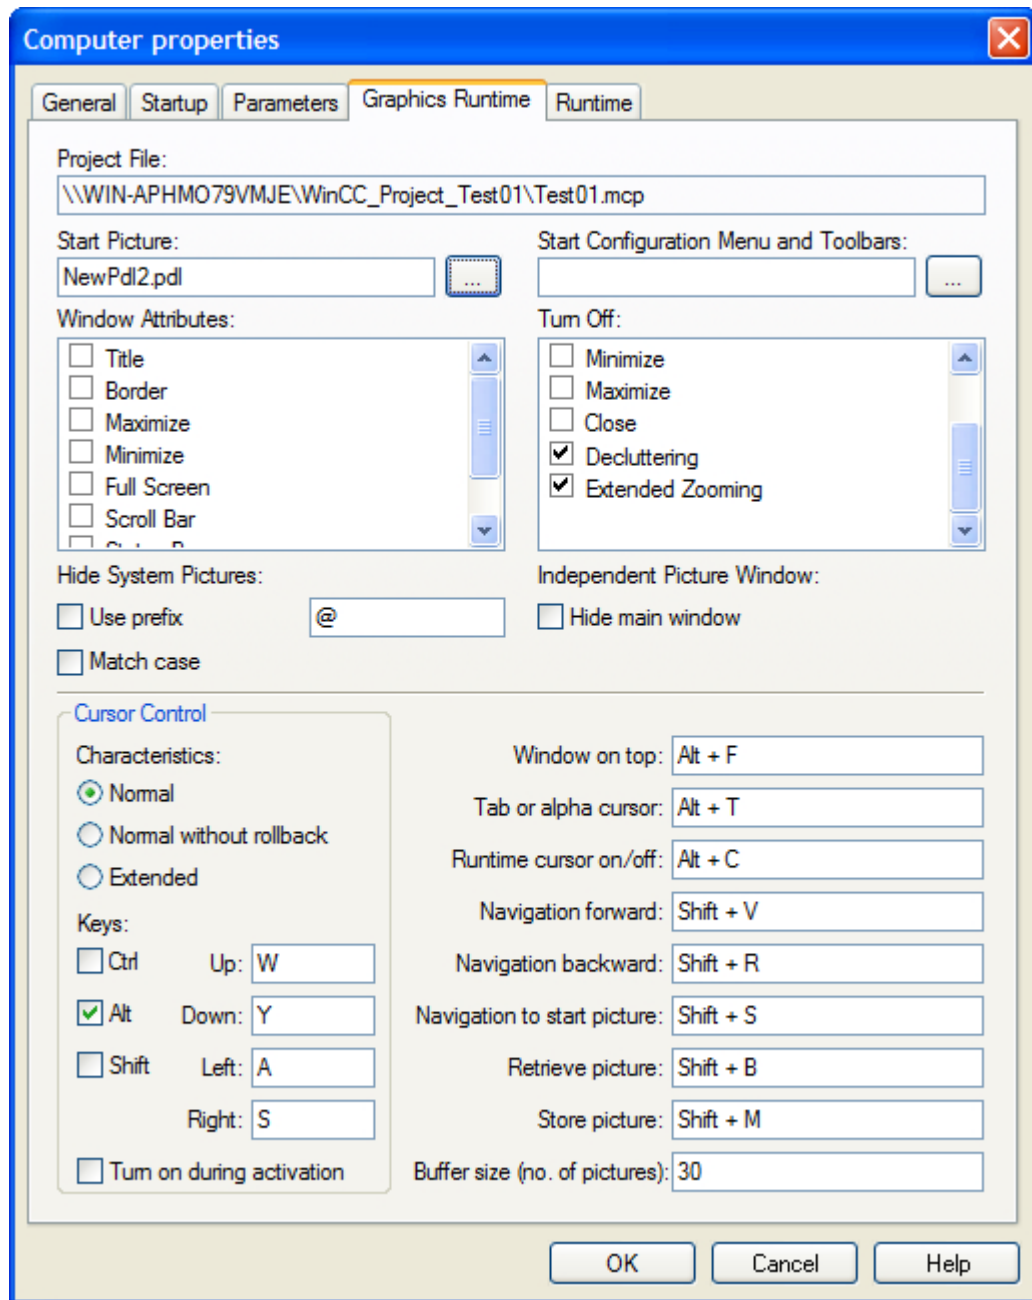 Computer properties
General Startup Parameters Graphics Runtime Runtime
Project File:
\\WIN-APHMO79VMJE\WinCC_Project_Test01\Test01.mcp
Start Picture: Start Configuration Menu and Toolbars:
NewPdl2.pdl ... ...
Window Attributes: Turn Off:
Title Minimize
Border Maximize
Maximize Close
Minimize Decluttering
Full Screen Extended Zooming
Scroll Bar
Hide System Pictures: Independent Picture Window:
Use prefix @ Hide main window
Match case
Cursor Control
Characteristics:
Normal
Normal without rollback
Extended
Keys:
Ctrl Up: W
Alt Down: Y
Shift Left: A
Right: S
Turn on during activation
Window on top: Alt + F
Tab or alpha cursor: Alt + T
Runtime cursor on/off: Alt + C
Navigation forward: Shift + V
Navigation backward: Shift + R
Navigation to start picture: Shift + S
Retrieve picture: Shift + B
Store picture: Shift + M
Buffer size (no. of pictures): 30
OK Cancel Help